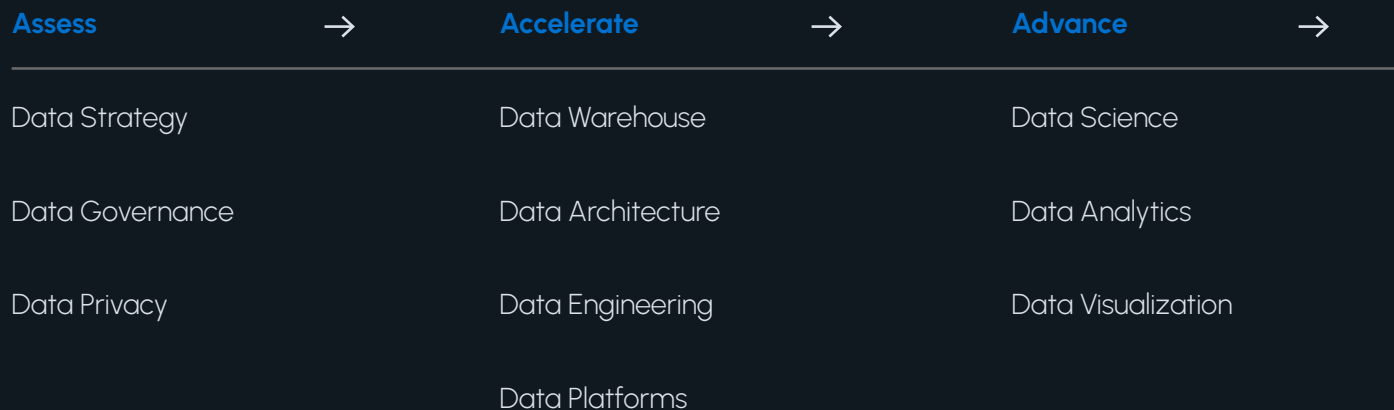 Assess → Accelerate → Advance →
Data Strategy Data Warehouse Data Science
Data Governance Data Architecture Data Analytics
Data Privacy Data Engineering Data Visualization
Data Platforms